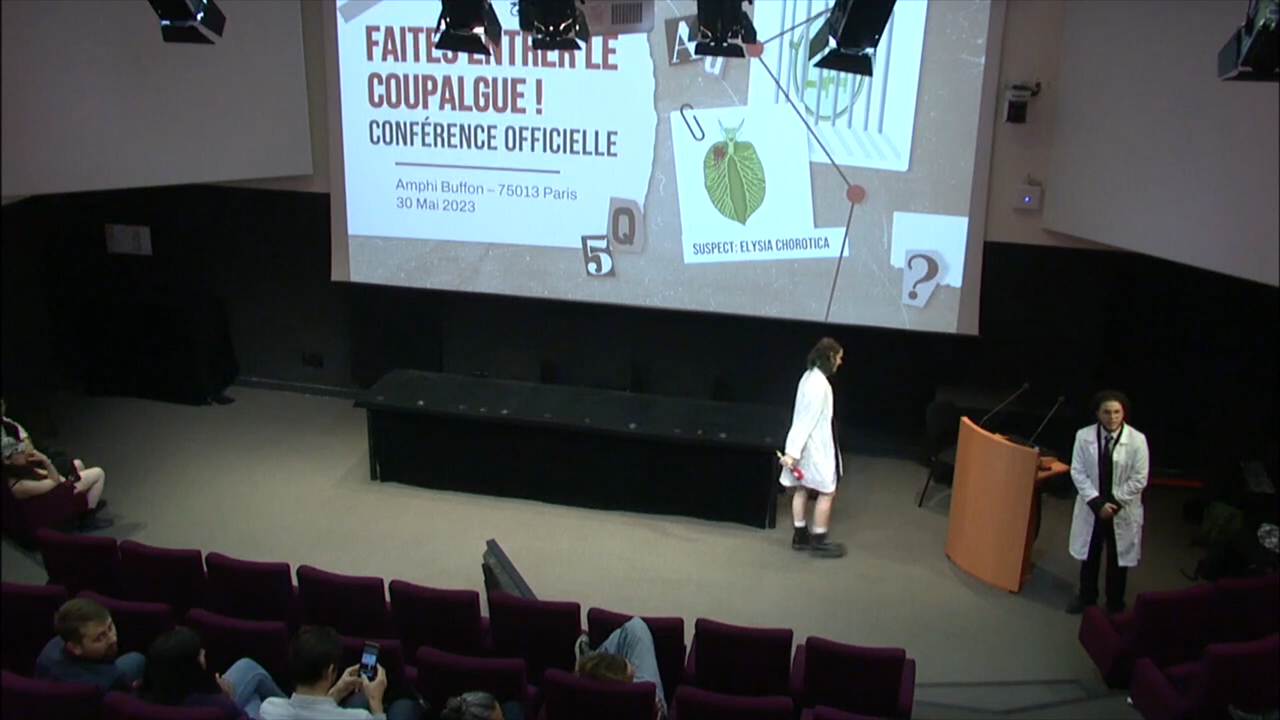 FAITES ENTRER LE
COUPALGUE !
CONFÉRENCE OFFICIELLE
Amphi Buffon – 75013 Paris
30 Mai 2023
A
5
Q
SUSPECT: ELYSIA CHOROTICA
?